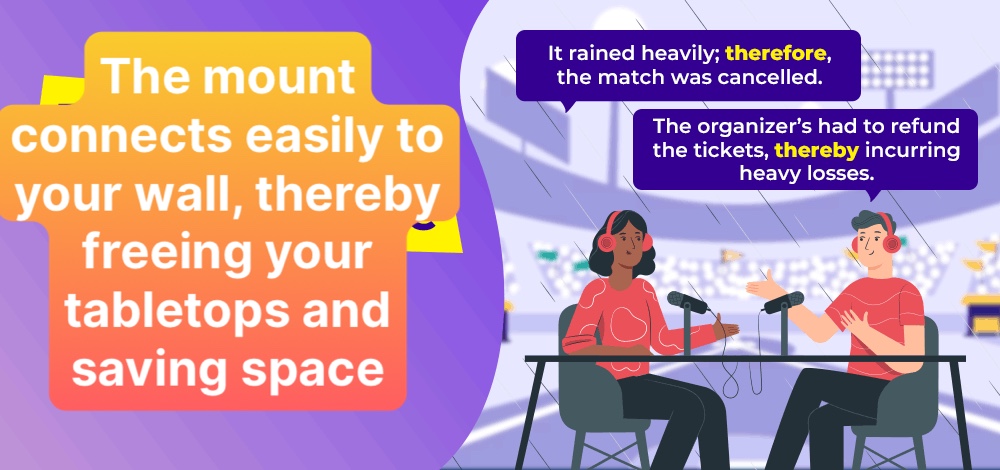 The mount
connects easily to
your wall, thereby
freeing your
tabletops and
saving space
It rained heavily; therefore,
the match was cancelled.
The organizer’s had to refund
the tickets, thereby incurring
heavy losses.